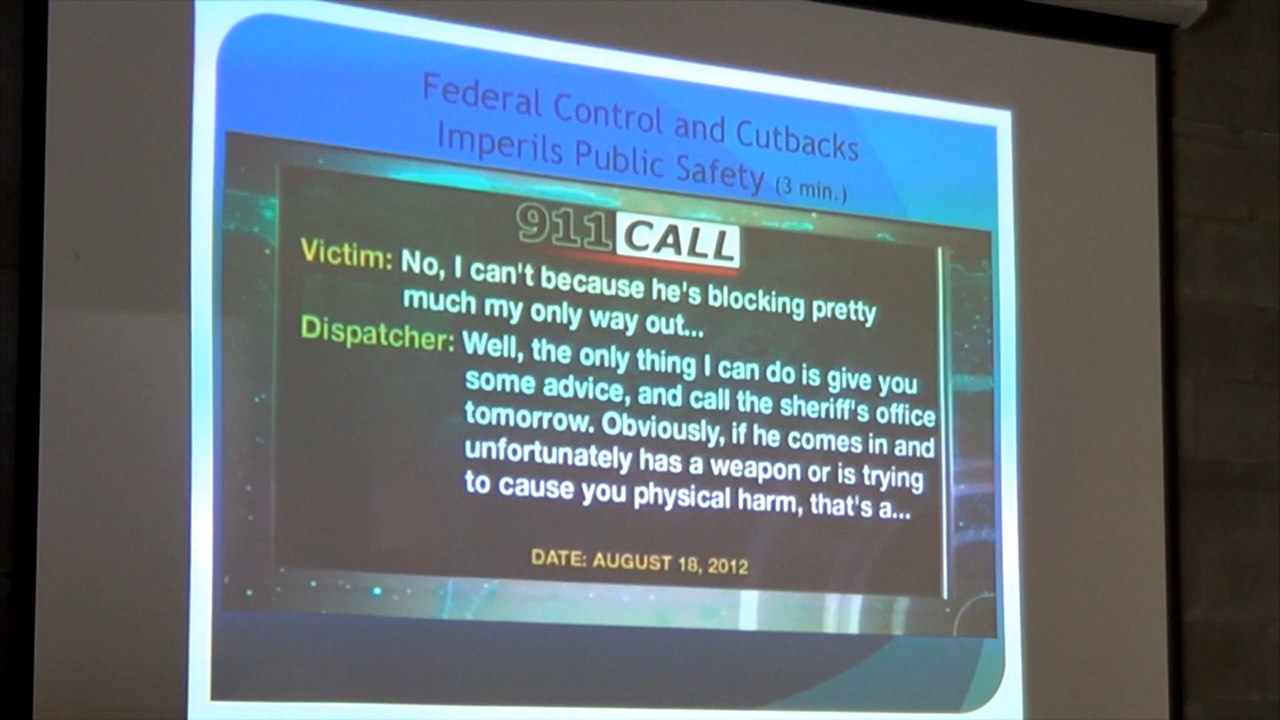 Federal Control and Cutbacks
Imperils Public Safety (3 min.)
911 CALL
Victim: No, I can't because he's blocking pretty
much my only way out...
Dispatcher: Well, the only thing I can do is give you
some advice, and call the sheriff's office
tomorrow. Obviously, if he comes in and
unfortunately has a weapon or is trying
to cause you physical harm, that's a...
DATE: AUGUST 18, 2012